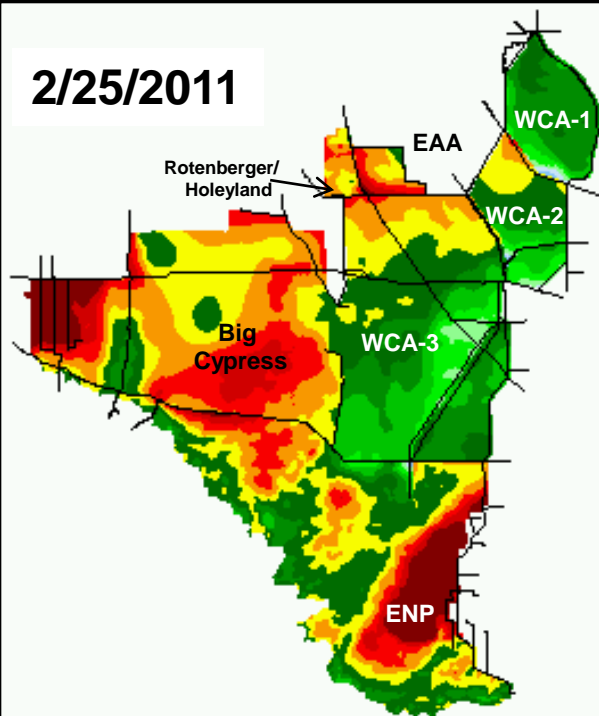 2/25/2011
WCA-1
EAA
Rotenberger/
Holeyland
WCA-2
Big
Cypress
WCA-3
ENP